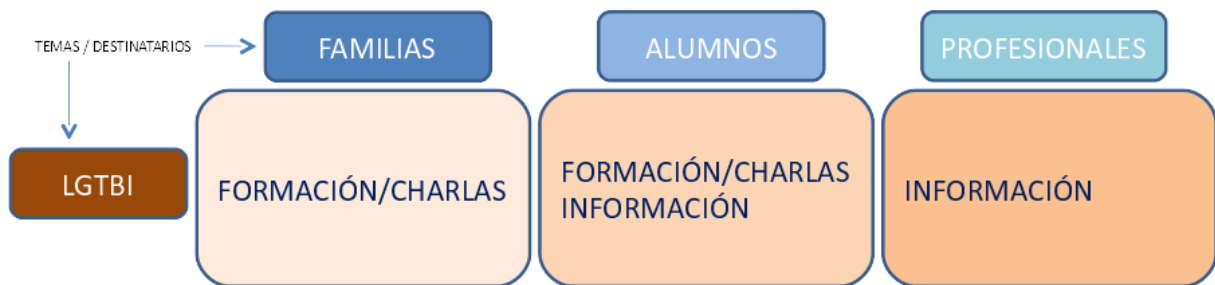 TEMAS / DESTINATARIOS
FAMILIAS
ALUMNOS
PROFESIONALES
LGTBI
FORMACIÓN/CHARLAS
FORMACIÓN/CHARLAS
INFORMACIÓN
INFORMACIÓN